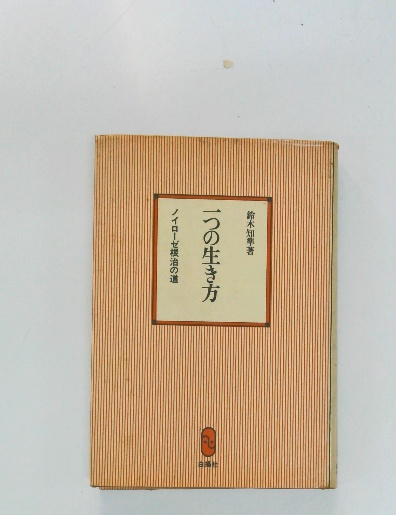 鈴木知準著
一つの生き方
ノイローゼ根治の道
白揚社